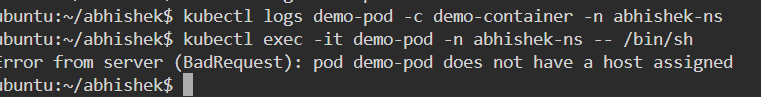 ubuntu:~/abhishek$ kubectl logs demo-pod -c demo-container -n abhishek-ns
ubuntu:~/abhishek$ kubectl exec -it demo-pod -n abhishek-ns -- /bin/sh
Error from server (BadRequest): pod demo-pod does not have a host assigned
ubuntu:~/abhishek$